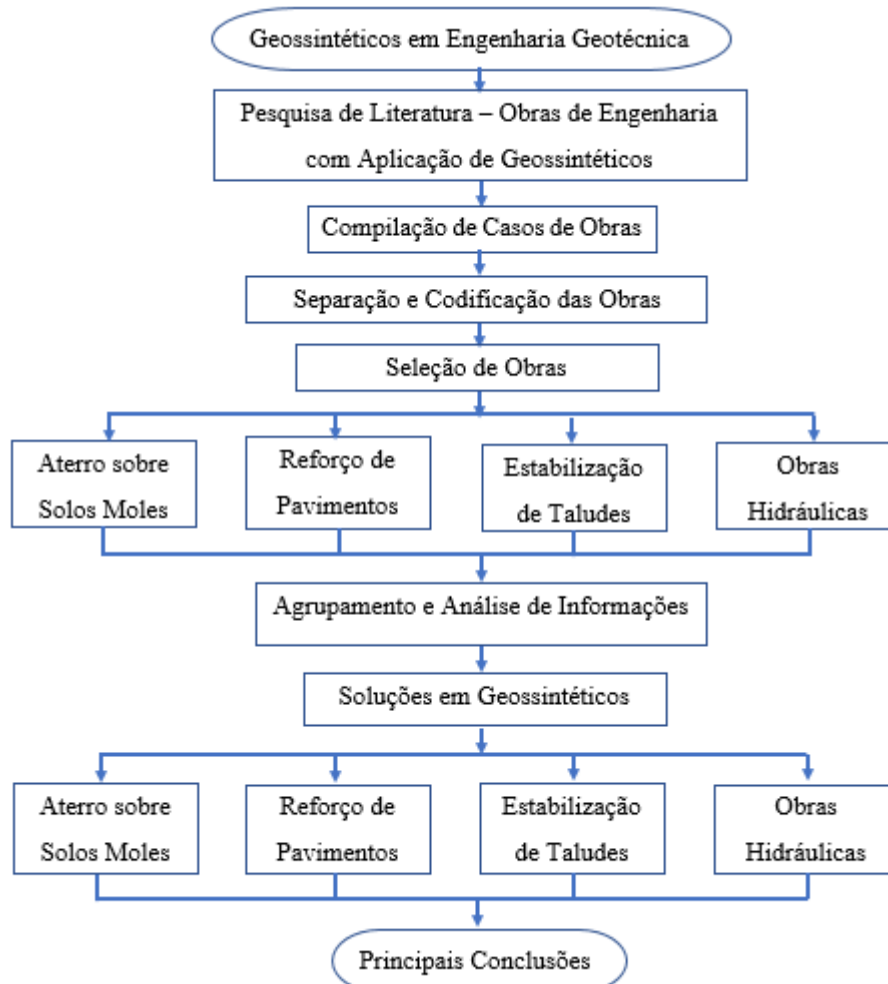 Geossintéticos em Engenharia Geotécnica
Pesquisa de Literatura – Obras de Engenharia
com Aplicação de Geossintéticos
Compilação de Casos de Obras
Separação e Codificação das Obras
Seleção de Obras
Aterro sobre
Solos Moles
Reforço de
Pavimentos
Estabilização
de Taludes
Obras
Hidráulicas
Agrupamento e Análise de Informações
Soluções em Geossintéticos
Aterro sobre
Solos Moles
Reforço de
Pavimentos
Estabilização
de Taludes
Obras
Hidráulicas
Principais Conclusões